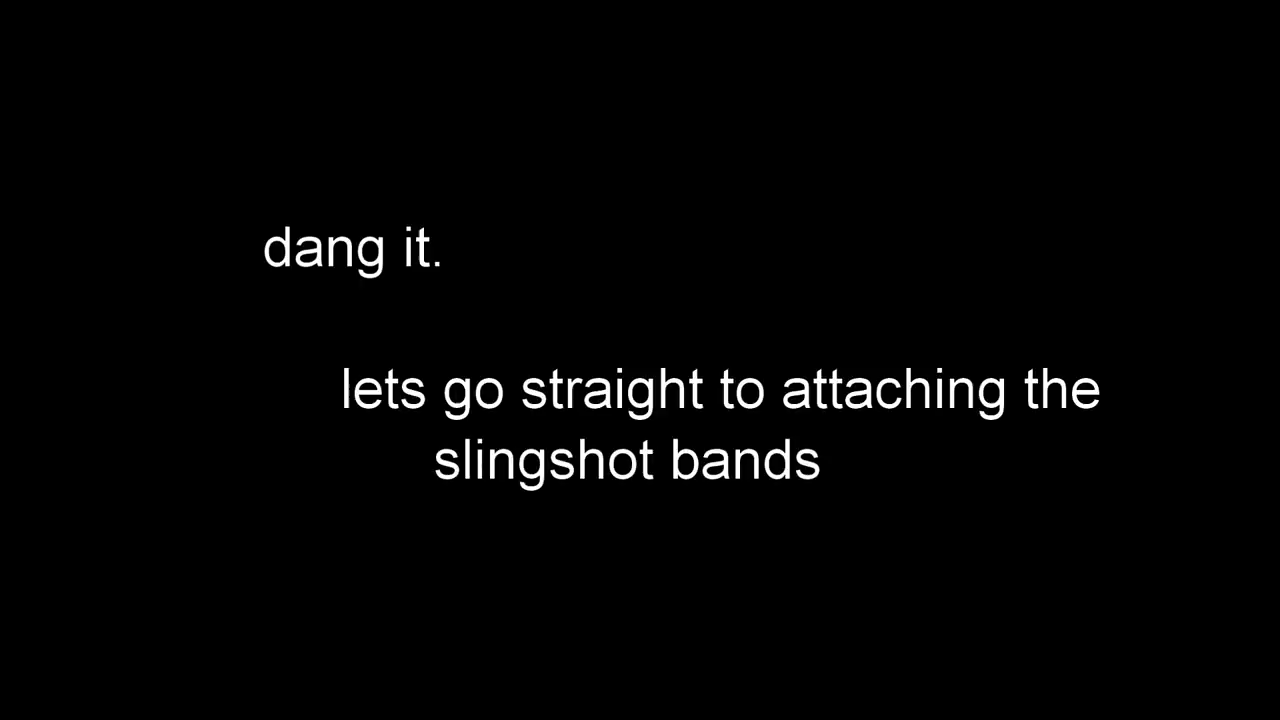 dang it.
lets go straight to attaching the
slingshot bands